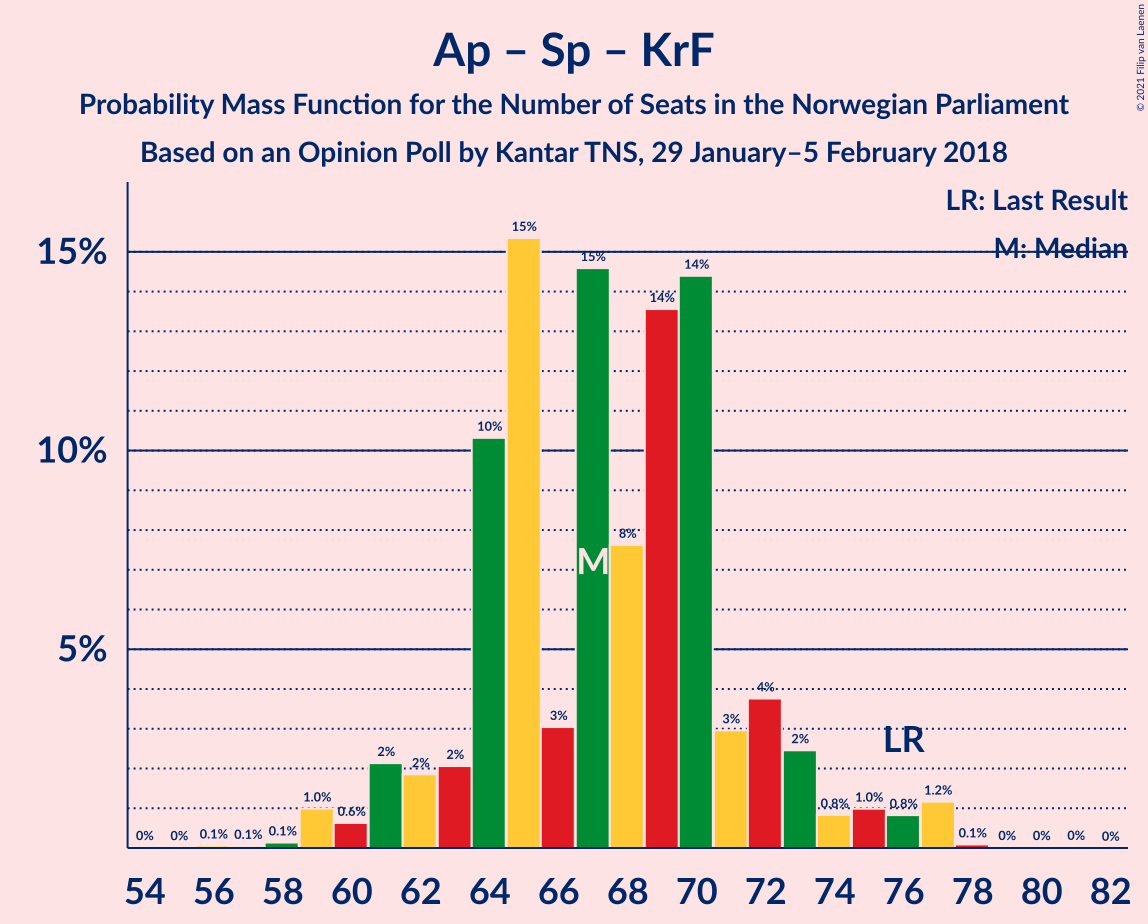 Ap – Sp – KrF
Probability Mass Function for the Number of Seats in the Norwegian Parliament
Based on an Opinion Poll by Kantar TNS, 29 January–5 February 2018
© 2021 Filip van Laenen
LR: Last Result
M: Median
15%
10%
5%
0% 0% 0.1% 0.1% 0.1% 1.0% 0.6% 2% 2% 2% 10% 15% 3% 15% 8% 14% 14% 3% 4% 2% 0.8% 1.0% 0.8% 1.2% 0.1% 0% 0% 0% 0%
M
LR
54 56 58 60 62 64 66 68 70 72 74 76 78 80 82